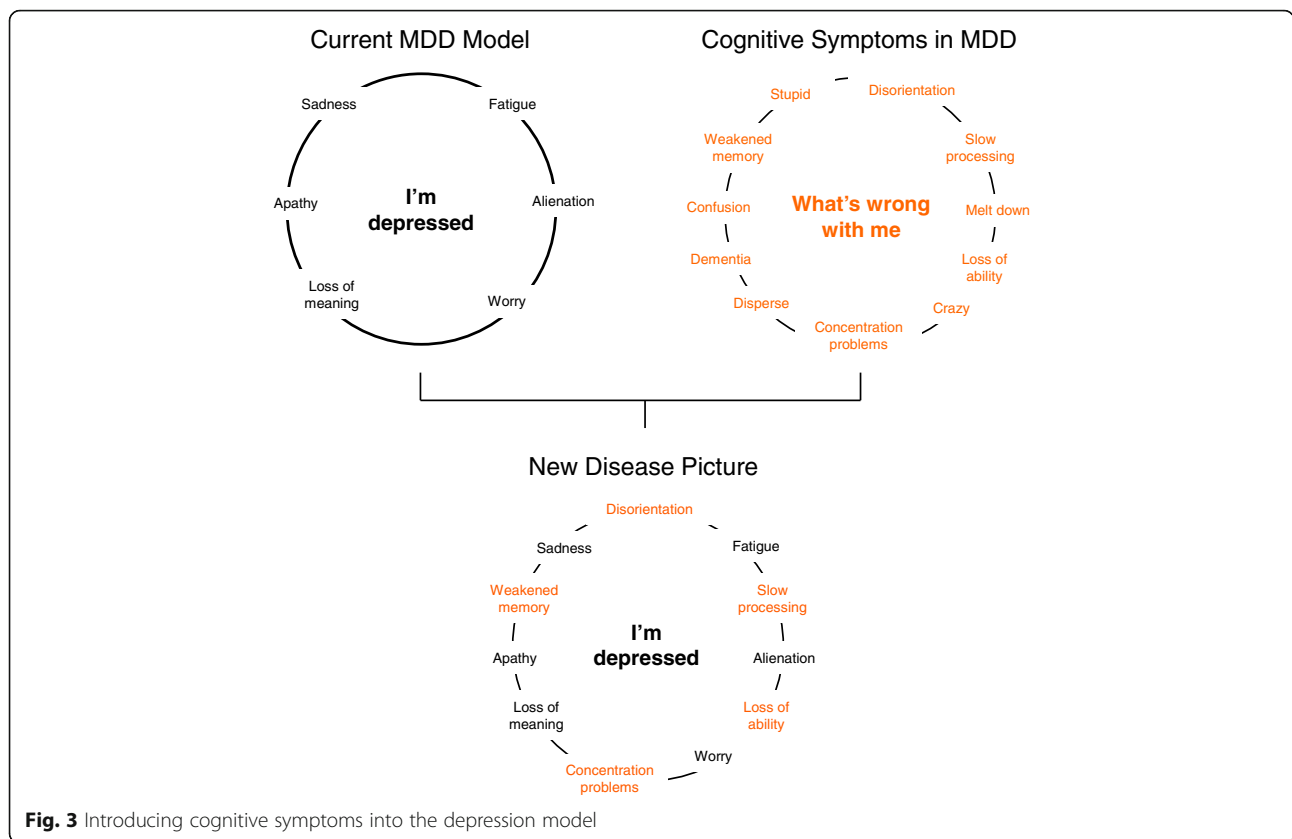 Current MDD Model
Sadness
Fatigue
Apathy
I'm
depressed
Alienation
Loss of
meaning
Worry
Cognitive Symptoms in MDD
Stupid
Disorientation
Weakened
memory
Slow
processing
Confusion
What's wrong
with me
Melt down
Dementia
Loss of
ability
Disperse
Crazy
Concentration
problems
New Disease Picture
Disorientation
Sadness
Fatigue
Weakened
memory
Slow
processing
I'm
depressed
Apathy
Alienation
Loss of
meaning
Loss of
ability
Worry
Concentration
problems
Fig. 3 Introducing cognitive symptoms into the depression model